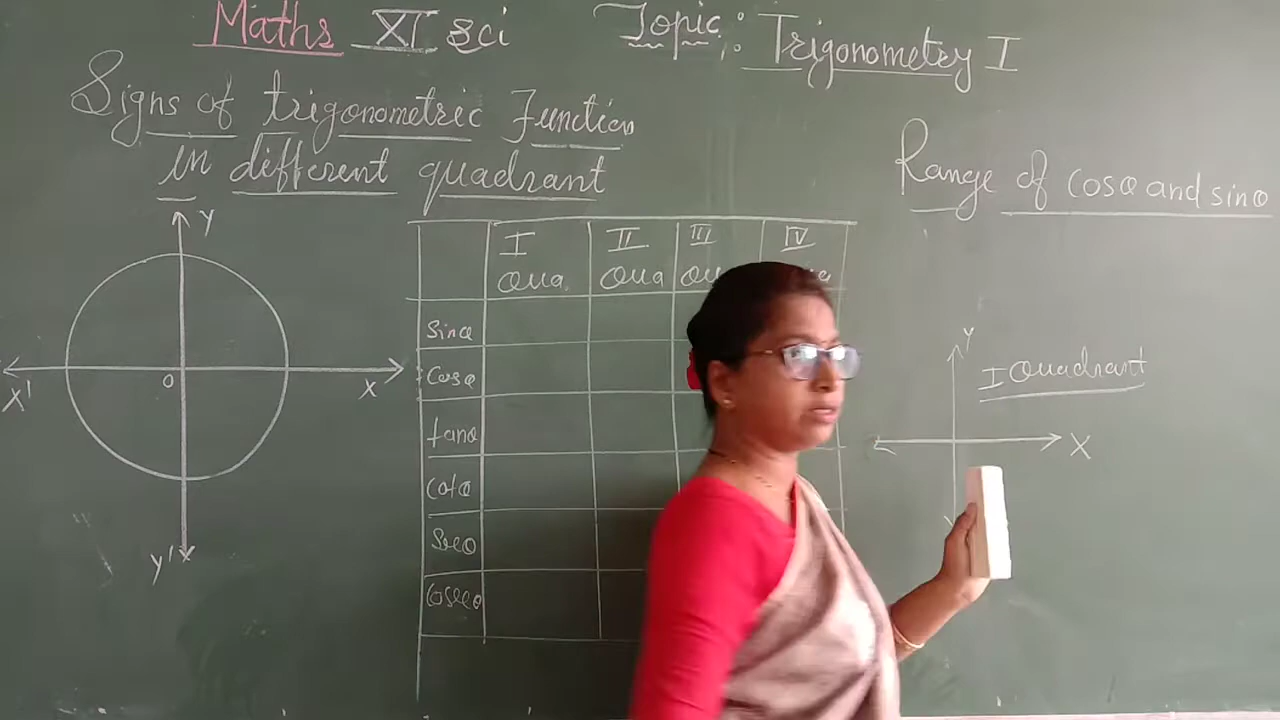 Maths XI sci
Topic: Trigonometry I
Signs of trigonometric Function
in different quadrant
Range of cosθ and sinθ
Y
X' O X
Y'
I II III IV
Qua. Qua
Sinθ
Cosθ
tanθ
Cotθ
Secθ
Cosecθ
Y
I Quadrant
X